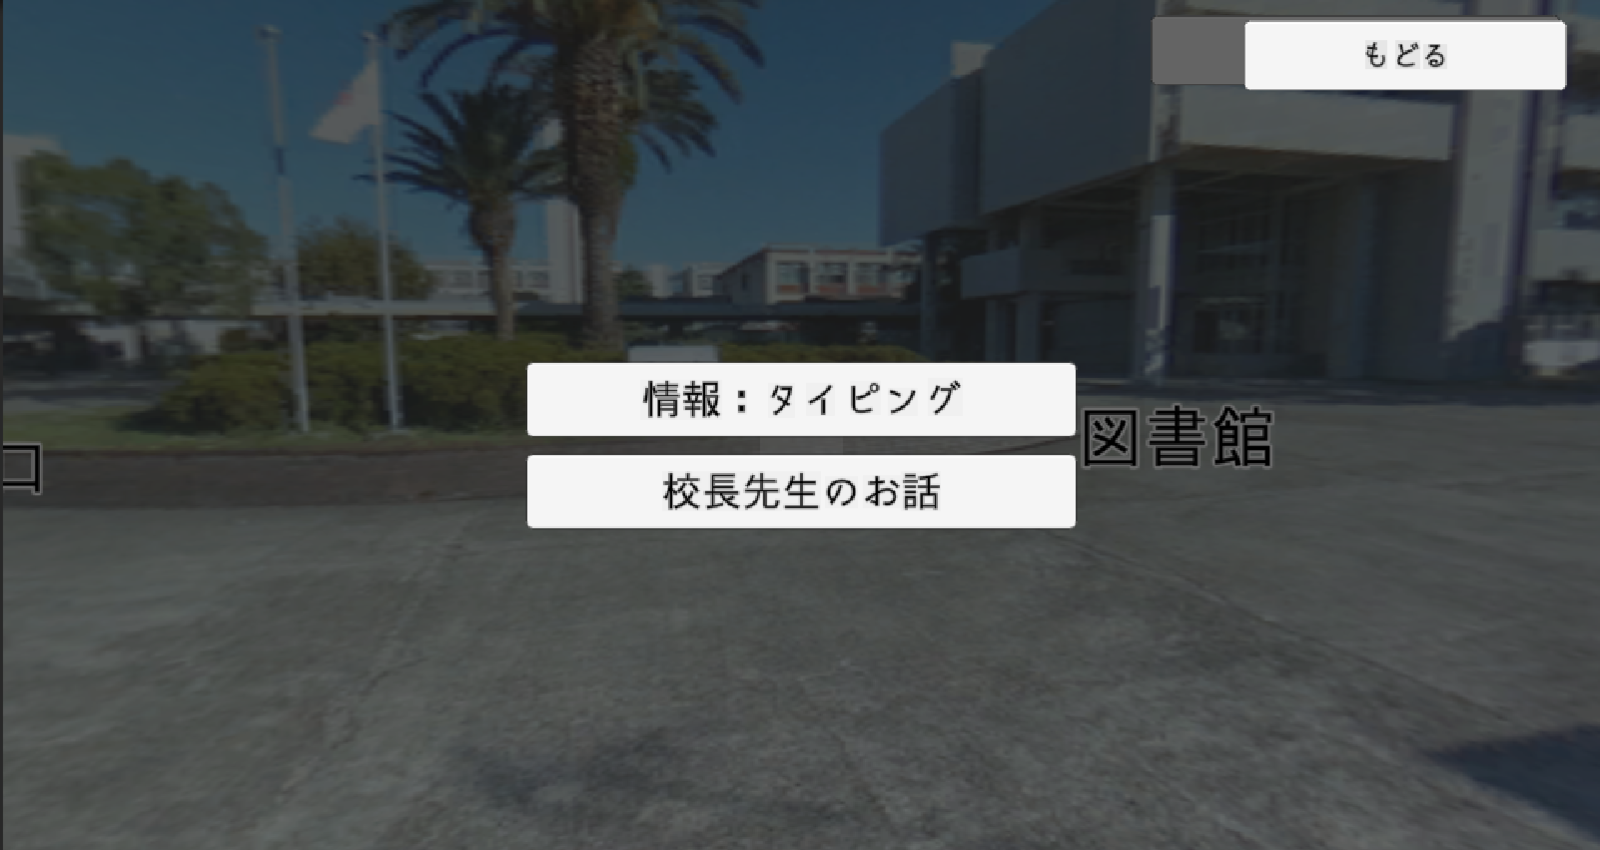 もどる
情報：タイピング
図書館
校長先生のお話